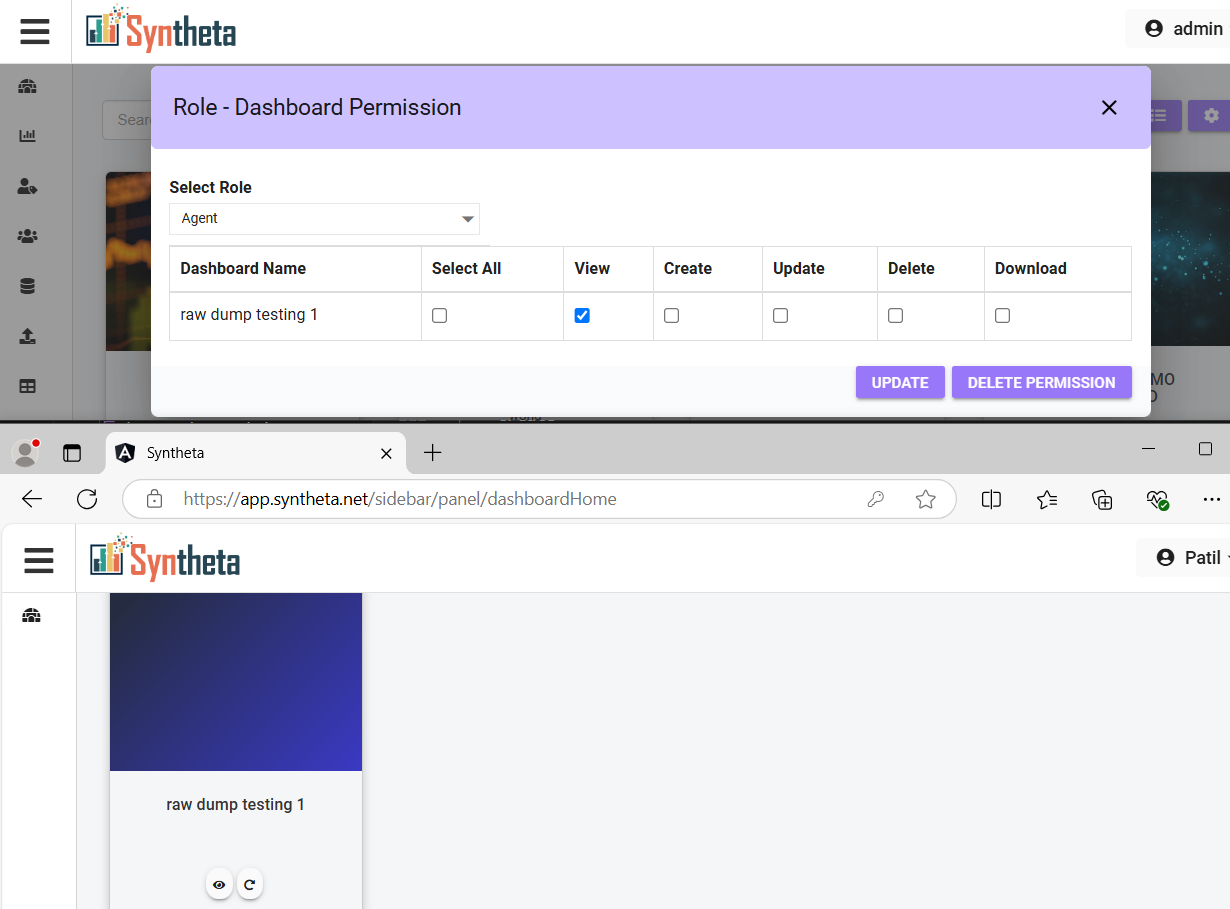 Syntheta
admin
Role - Dashboard Permission
Sear
Select Role
Agent
Dashboard Name Select All View Create Update Delete Download
raw dump testing 1
UPDATE DELETE PERMISSION
MO
Syntheta
https://app.syntheta.net/sidebar/panel/dashboardHome
Syntheta
Patil
raw dump testing 1